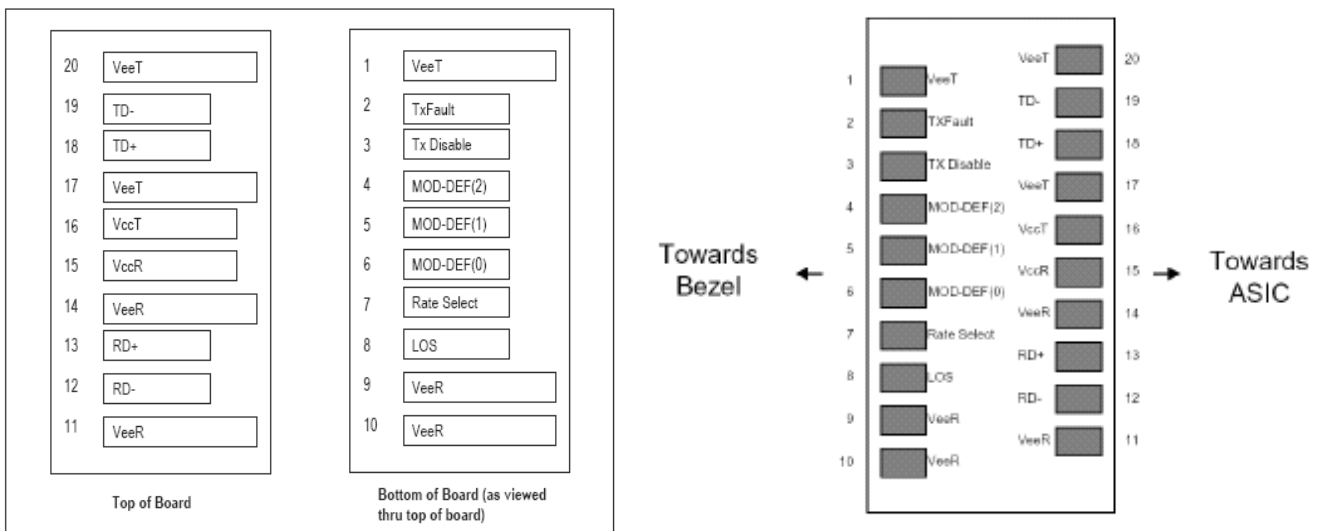 20 VeeT
19 TD-
18 TD+
17 VeeT
16 VccT
15 VccR
14 VeeR
13 RD+
12 RD-
11 VeeR
Top of Board
1 VeeT
2 TxFault
3 Tx Disable
4 MOD-DEF(2)
5 MOD-DEF(1)
6 MOD-DEF(0)
7 Rate Select
8 LOS
9 VeeR
10 VeeR
Bottom of Board (as viewed
thru top of board)
Towards
Bezel
1 VeeT
2 TXFault
3 TX Disable
4 MOD-DEF(2)
5 MOD-DEF(1)
6 MOD-DEF(0)
7 Rate Select
8 LOS
9 VeeR
10 VeeR
VeeT 20
TD- 19
TD+ 18
VeeT 17
VccT 16
VccR 15
VeeR 14
RD+ 13
RD- 12
VeeR 11
Towards
ASIC